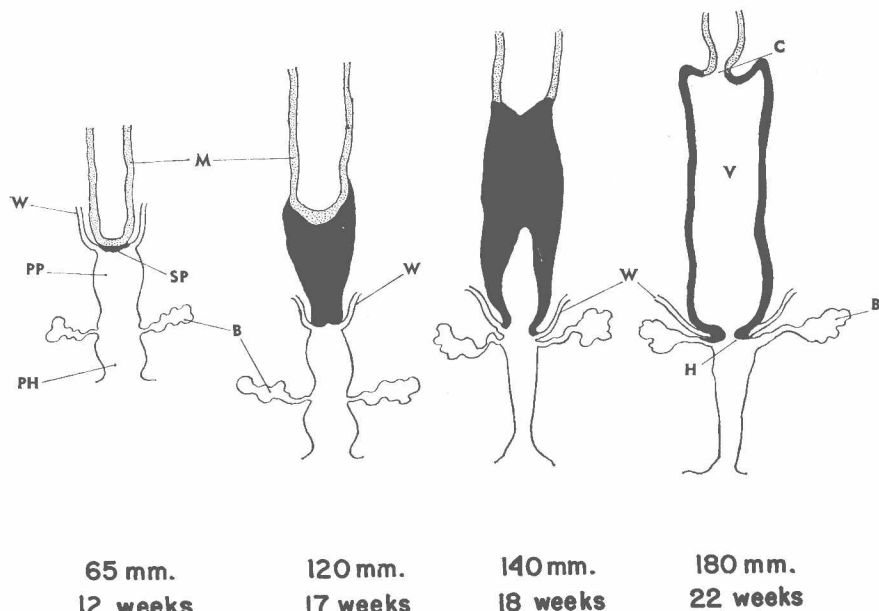 C
M
W
V
SP
PP
W
W
B
B
PH
H
65 mm.
12 weeks
120 mm.
17 weeks
140 mm.
18 weeks
180 mm.
22 weeks